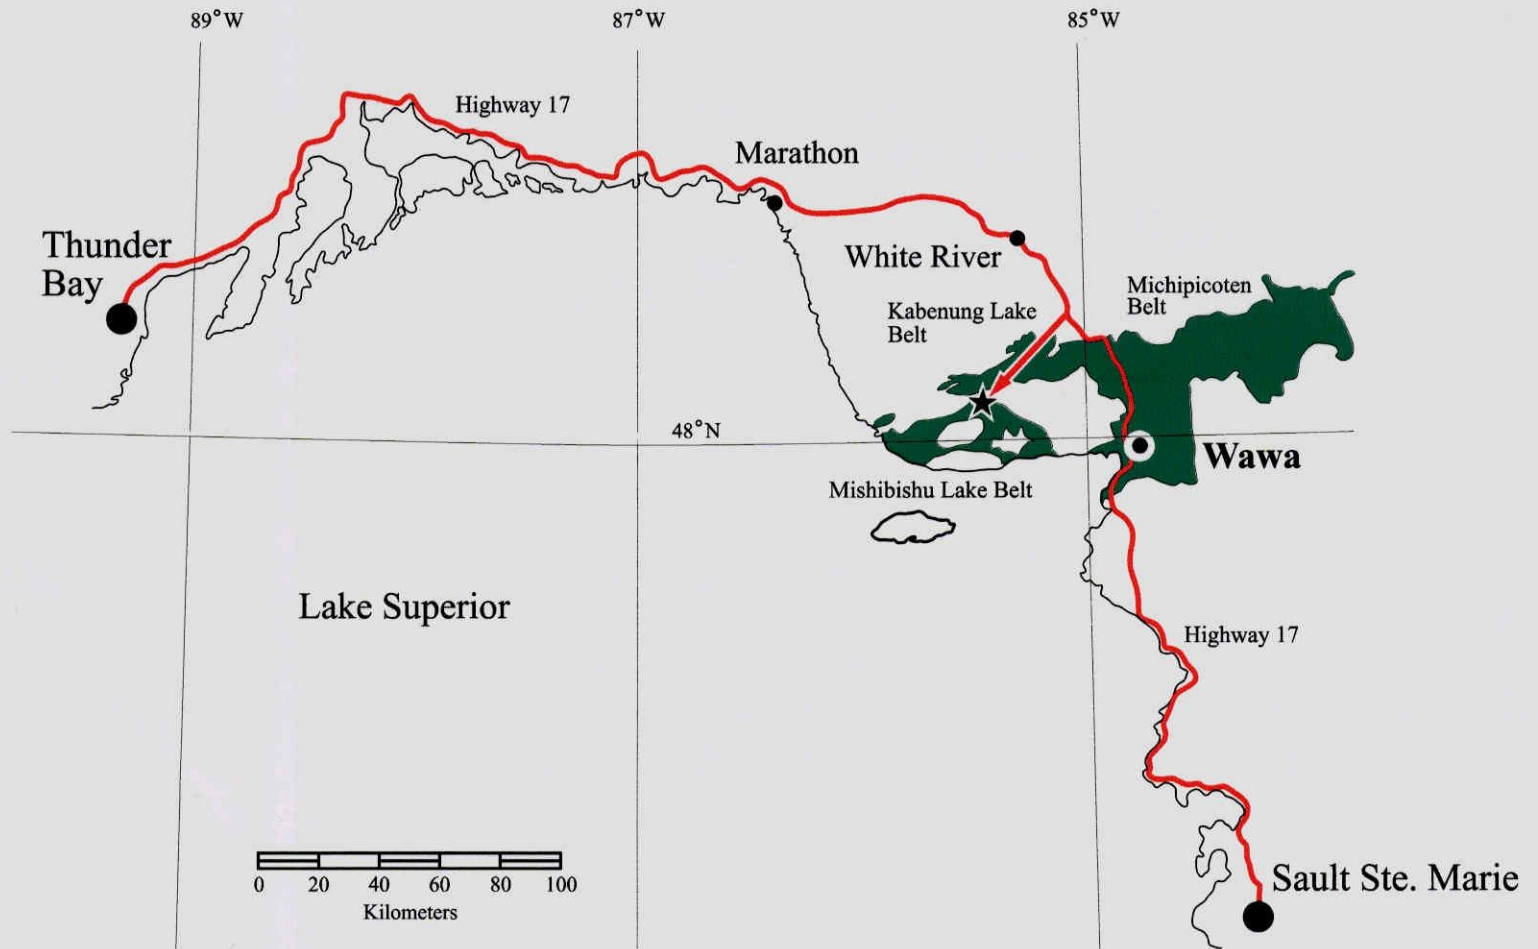 89°W
87°W
85°W
Highway 17
Marathon
Thunder
Bay
White River
Michipicoten
Belt
Kabenung Lake
Belt
48°N
Wawa
Mishibishu Lake Belt
Lake Superior
Highway 17
0 20 40 60 80 100
Kilometers
Sault Ste. Marie